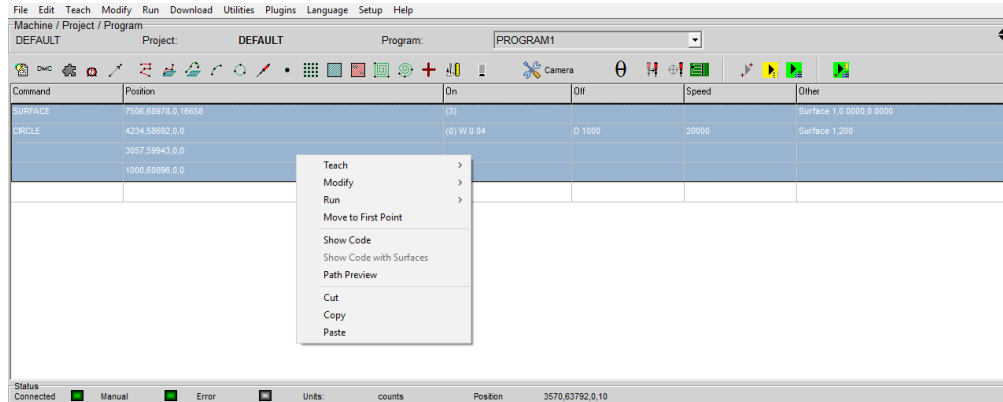 File Edit Teach Modify Run Download Utilities Plugins Language Setup Help
Machine / Project / Program
DEFAULT Project: DEFAULT Program: PROGRAM1
DMC Camera θ
Command Position On Off Speed Other
SURFACE 7506,68978,0,16658 (3) Surface 1,0.0000,0.0000
CIRCLE 4234,58692,0,0 (0) W 0.04 D 1000 20000 Surface 1,200
3057,59943,0,0
1000,60896,0,0
Teach
Modify
Run
Move to First Point
Show Code
Show Code with Surfaces
Path Preview
Cut
Copy
Paste
Status
Connected Manual Error Units: counts Position 3570,63792,0,10